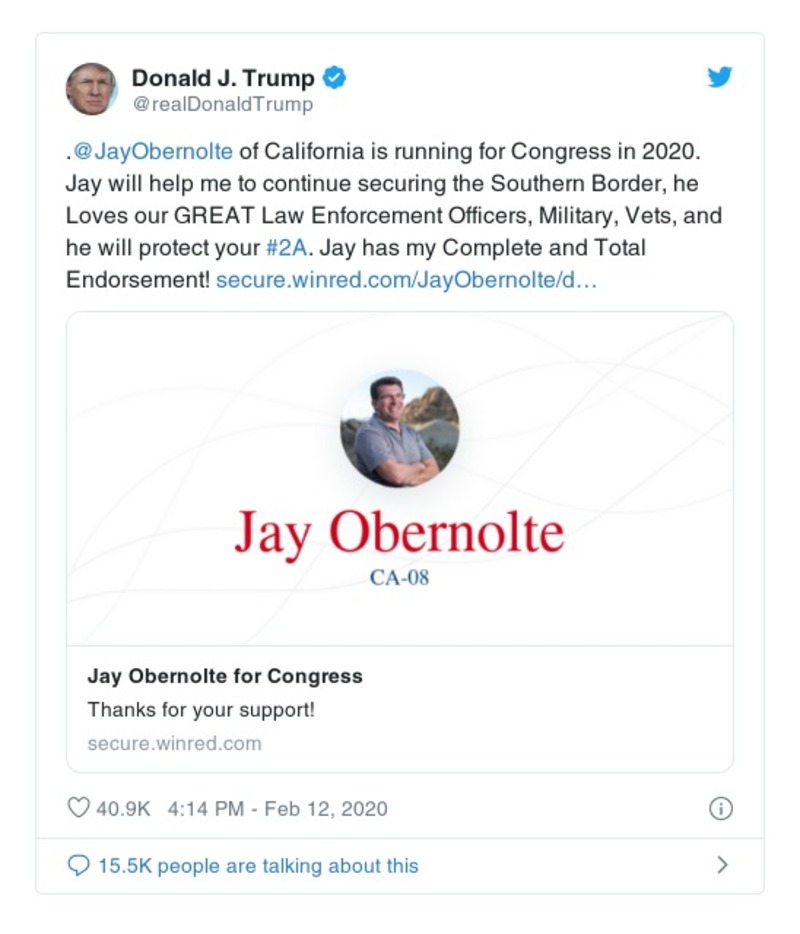 Donald J. Trump
@realDonaldTrump
.@JayObernolte of California is running for Congress in 2020.
Jay will help me to continue securing the Southern Border, he
Loves our GREAT Law Enforcement Officers, Military, Vets, and
he will protect your #2A. Jay has my Complete and Total
Endorsement! secure.winred.com/JayObernolte/d…
Jay Obernolte
CA-08
Jay Obernolte for Congress
Thanks for your support!
secure.winred.com
40.9K 4:14 PM - Feb 12, 2020
15.5K people are talking about this